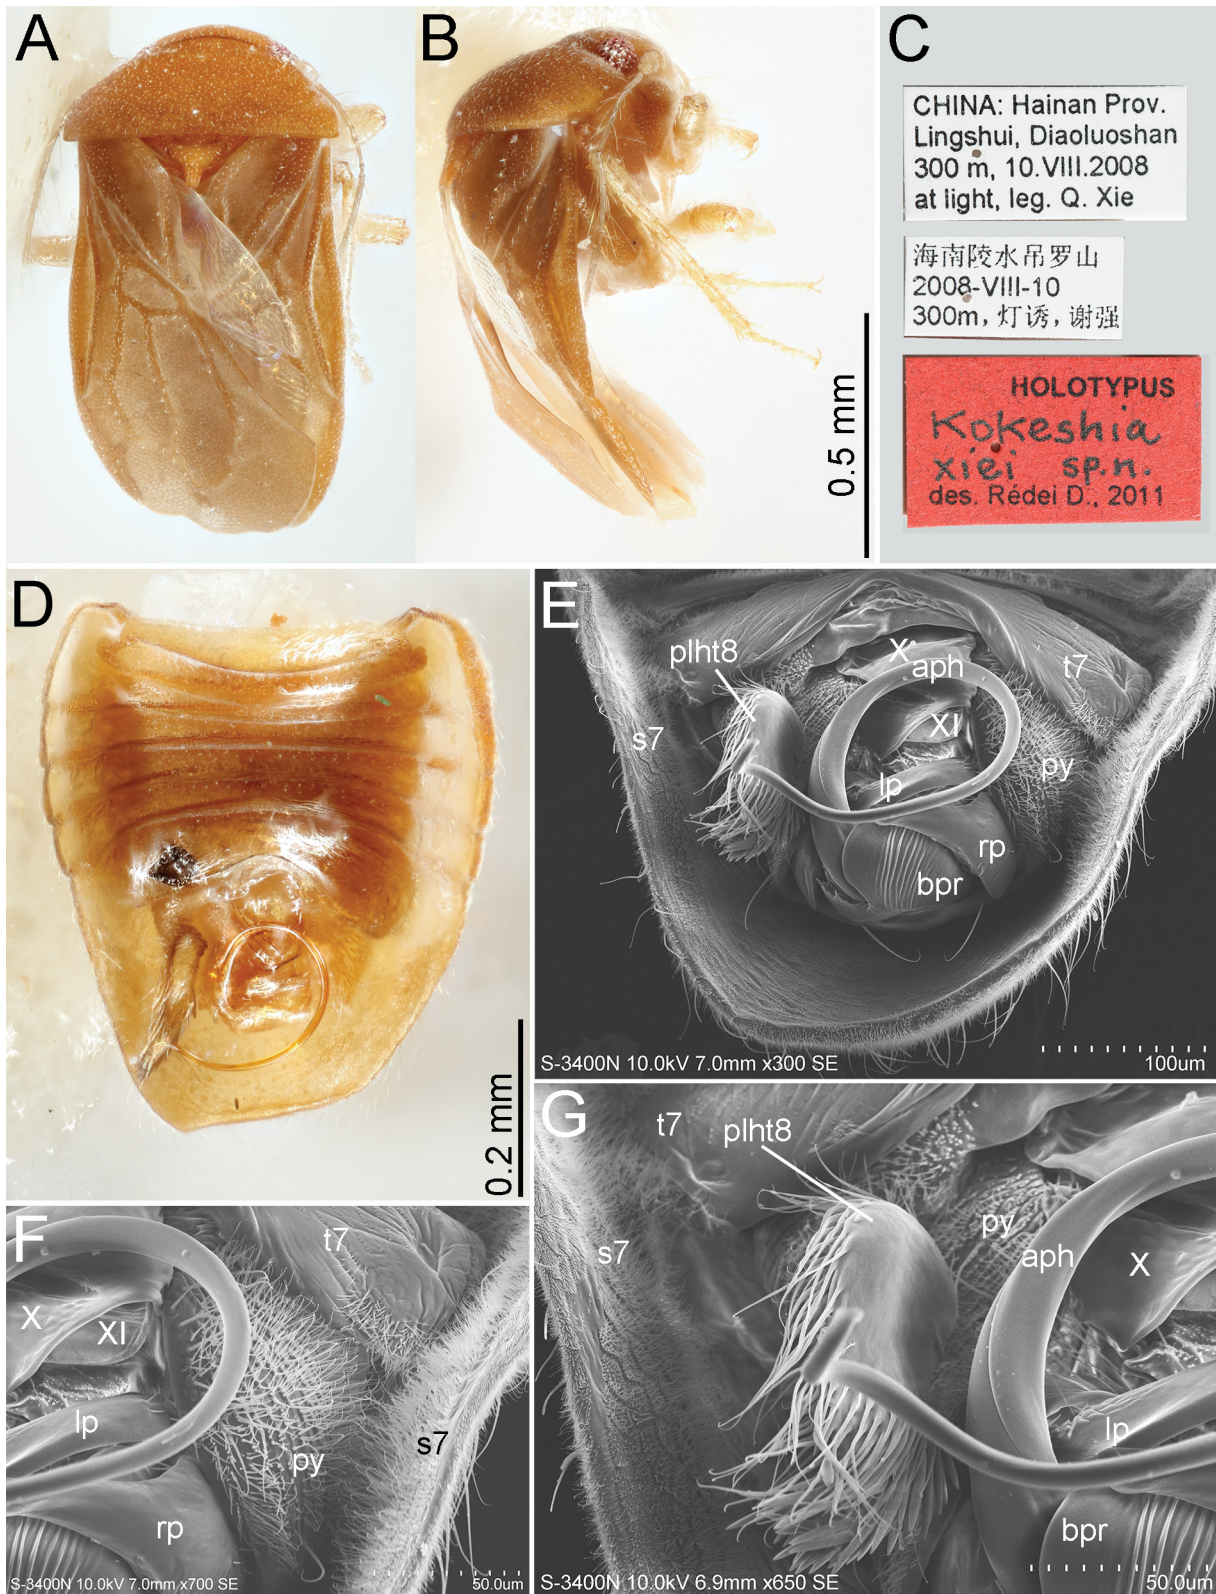 A
B
C
CHINA: Hainan Prov.
Lingshui, Diaoluoshan
300 m, 10.VIII.2008
at light, leg. Q. Xie
海南陵水吊罗山
2008-VIII-10
300m, 灯诱, 谢强
HOLOTYPUS
Kokeshia
xiei sp.n.
des. Rédei D., 2011
0.5 mm
D
0.2 mm
E
plht8
X
aph
t7
s7
XI
py
lp
rp
bpr
S-3400N 10.0kV 7.0mm x300 SE
100um
F
t7
X
XI
lp
s7
py
rp
S-3400N 10.0kV 7.0mm x700 SE
50.0um
G
t7
plht8
py
s7
aph
X
lp
bpr
S-3400N 10.0kV 6.9mm x650 SE
50.0um